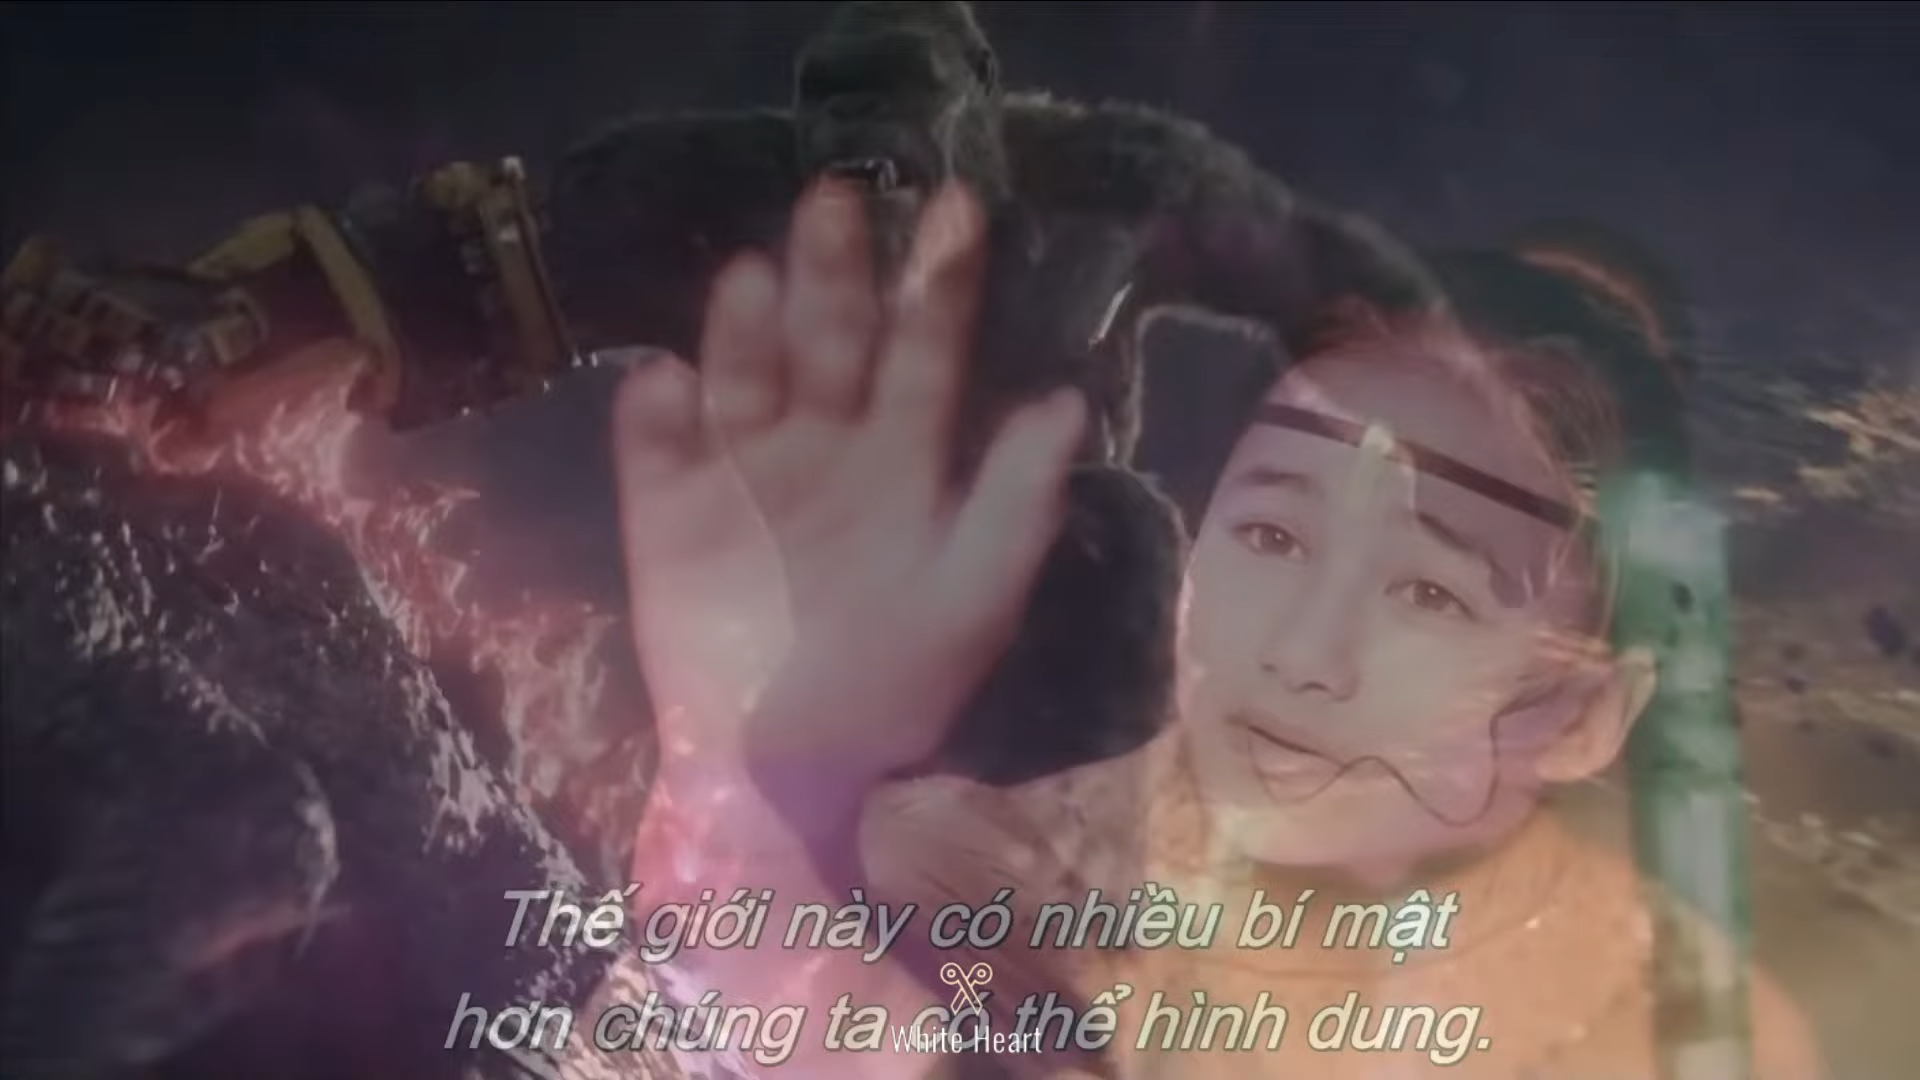 Thế giới này có nhiều bí mật
hơn chúng ta có thể hình dung.
White Heart